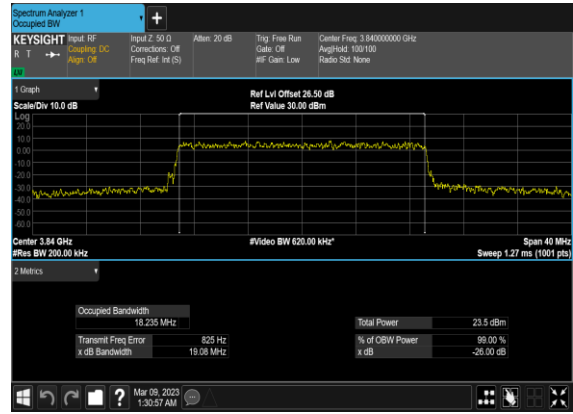 Spectrum Analyzer 1
Occupied BW
+
KEYSIGHT Input: RF
R T Coupling: DC
Align: Off
Input Z: 50 Ω
Corrections: Off
Freq Ref: Int (S)
Atten: 20 dB
Trig: Free Run
Gate: Off
#IF Gain: Low
Center Freq: 3.840000000 GHz
Avg|Hold: 100/100
Radio Std: None
1 Graph
Scale/Div 10.0 dB
Ref Lvl Offset 26.50 dB
Ref Value 30.00 dBm
Log
20.0
10.0
0.00
-10.0
-20.0
-30.0
-40.0
-50.0
-60.0
Center 3.84 GHz
#Res BW 200.00 kHz
#Video BW 620.00 kHz*
Span 40 MHz
Sweep 1.27 ms (1001 pts)
2 Metrics
Occupied Bandwidth
18.235 MHz
Total Power 23.5 dBm
Transmit Freq Error 825 Hz
% of OBW Power 99.00 %
x dB Bandwidth 19.08 MHz
x dB -26.00 dB
?
Mar 09, 2023
1:30:57 AM